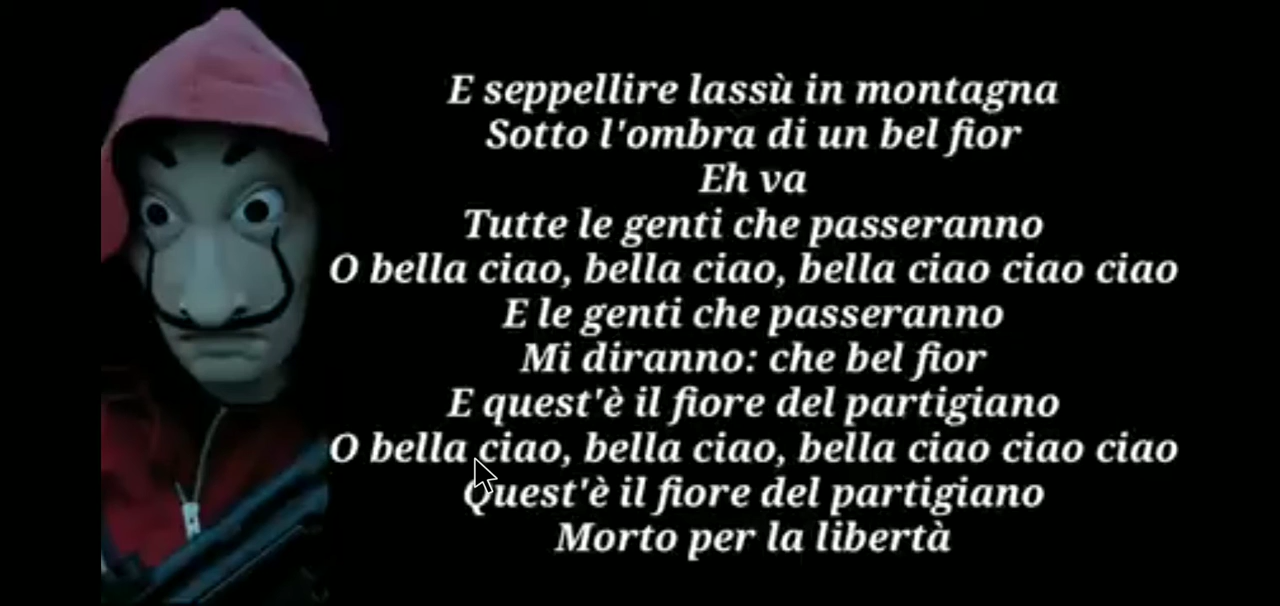 E seppellire lassù in montagna
Sotto l'ombra di un bel fior
Eh va
Tutte le genti che passeranno
O bella ciao, bella ciao, bella ciao ciao ciao
E le genti che passeranno
Mi diranno: che bel fior
E quest'è il fiore del partigiano
O bella ciao, bella ciao, bella ciao ciao ciao
Quest'è il fiore del partigiano
Morto per la libertà